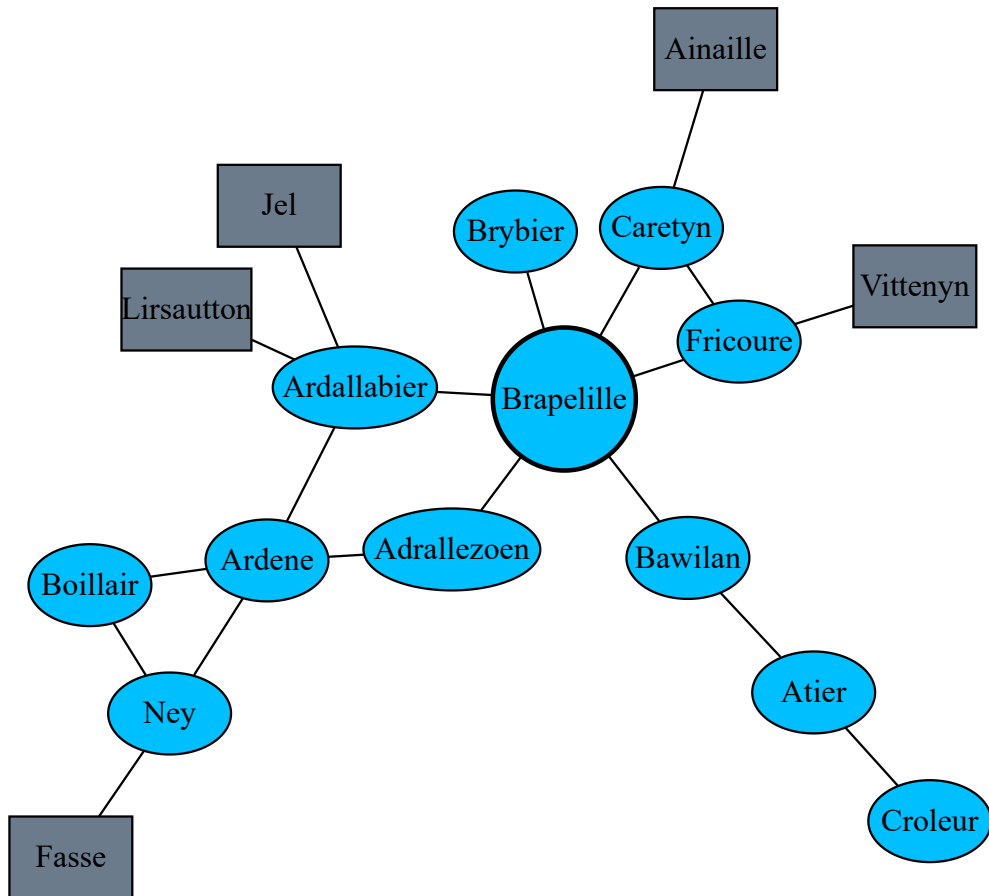 Ainaille
Jel
Brybier
Caretyn
Lirsautton
Vittenyn
Fricoure
Ardallabier
Brapelille
Adrallezoen
Ardene
Bawilan
Boillair
Atier
Ney
Croleur
Fasse